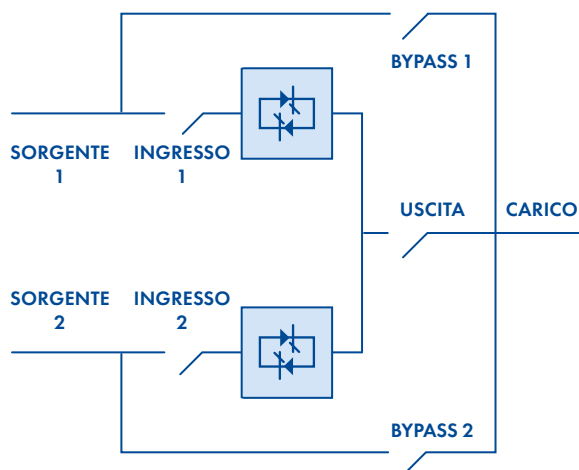 BYPASS 1
SORGENTE
1
INGRESSO
1
USCITA
CARICO
SORGENTE
2
INGRESSO
2
BYPASS 2